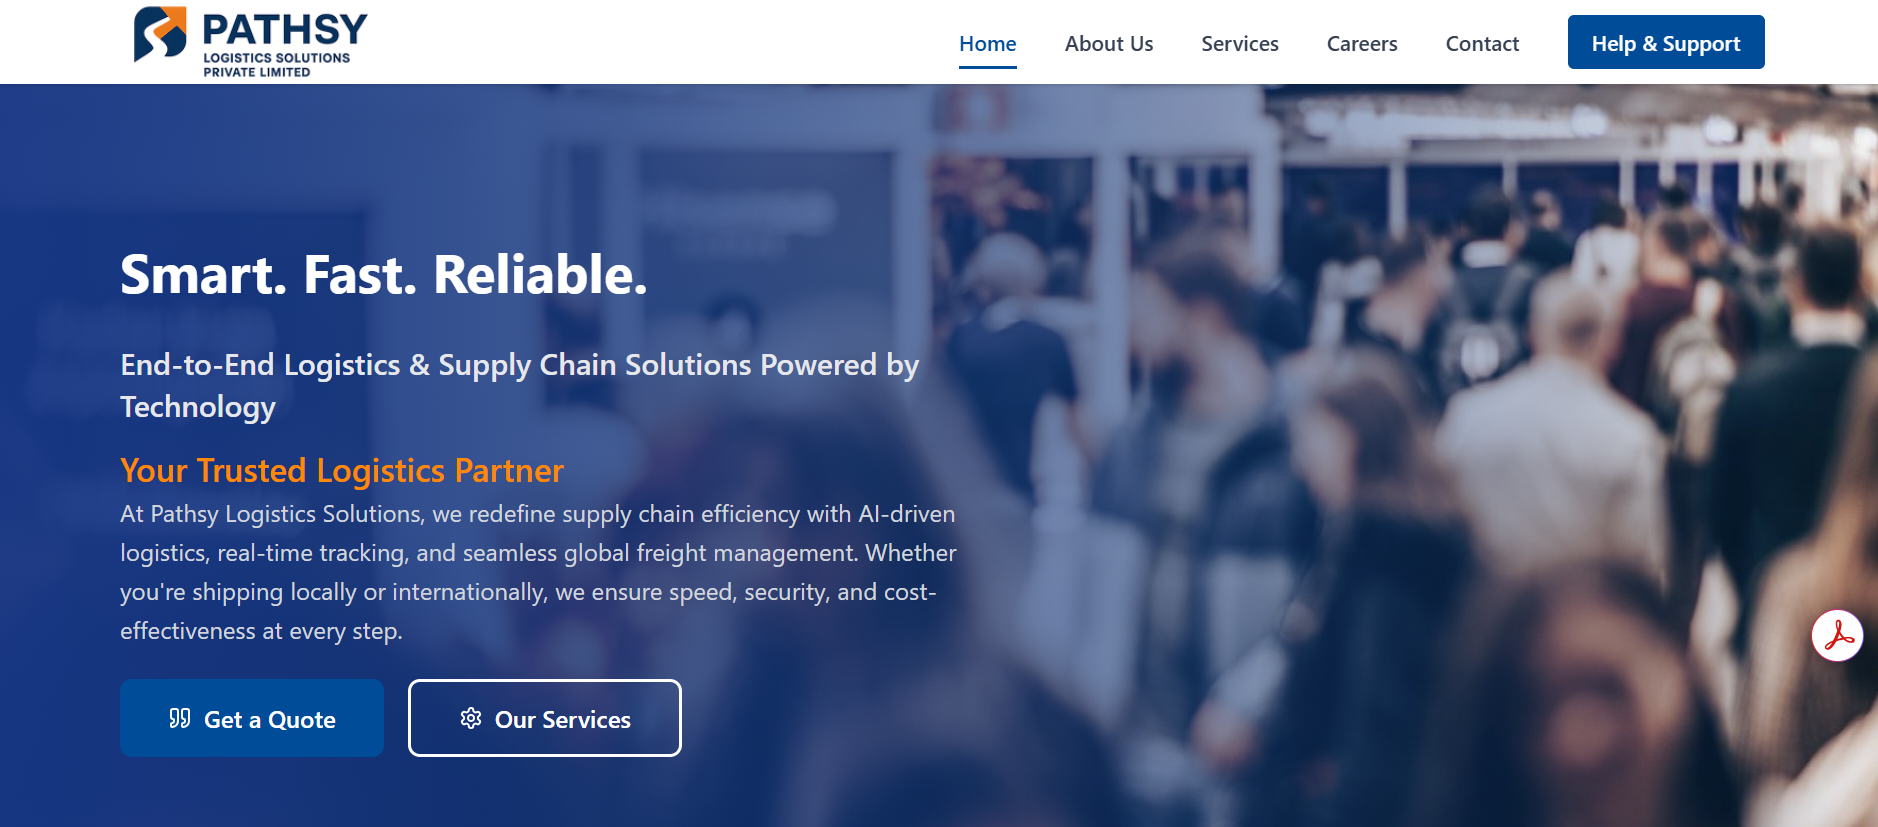 PATHSY
LOGISTICS SOLUTIONS
PRIVATE LIMITED
Home
About Us
Services
Careers
Contact
Help & Support
Smart. Fast. Reliable.
End-to-End Logistics & Supply Chain Solutions Powered by
Technology
Your Trusted Logistics Partner
At Pathsy Logistics Solutions, we redefine supply chain efficiency with AI-driven
logistics, real-time tracking, and seamless global freight management. Whether
you're shipping locally or internationally, we ensure speed, security, and cost-
effectiveness at every step.
Get a Quote
Our Services